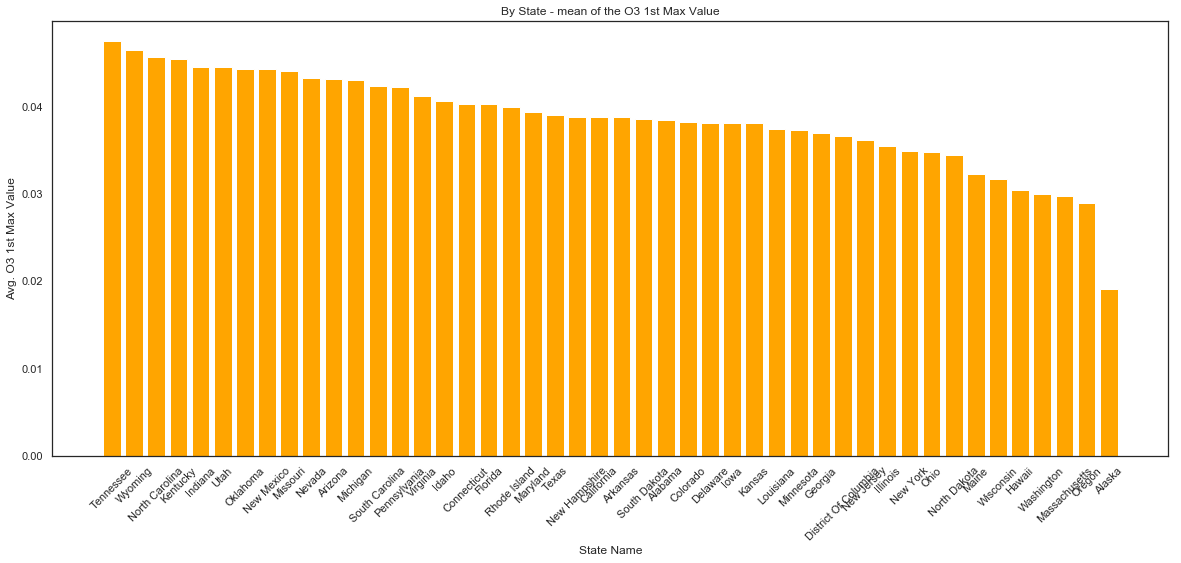 By State - mean of the O3 1st Max Value
Avg. O3 1st Max Value
0.04
0.03
0.02
0.01
0.00
Tennessee
Wyoming
North Carolina
Kentucky
Indiana
Utah
Oklahoma
New Mexico
Missouri
Nevada
Arizona
Michigan
South Carolina
Pennsylvania
Virginia
Idaho
Connecticut
Florida
Rhode Island
Maryland
Texas
New Hampshire
California
Arkansas
South Dakota
Alabama
Colorado
Delaware
Iowa
Kansas
Louisiana
Minnesota
Georgia
District Of Columbia
New Jersey
Illinois
New York
Ohio
North Dakota
Maine
Wisconsin
Hawaii
Washington
Massachusetts
Oregon
Alaska
State Name